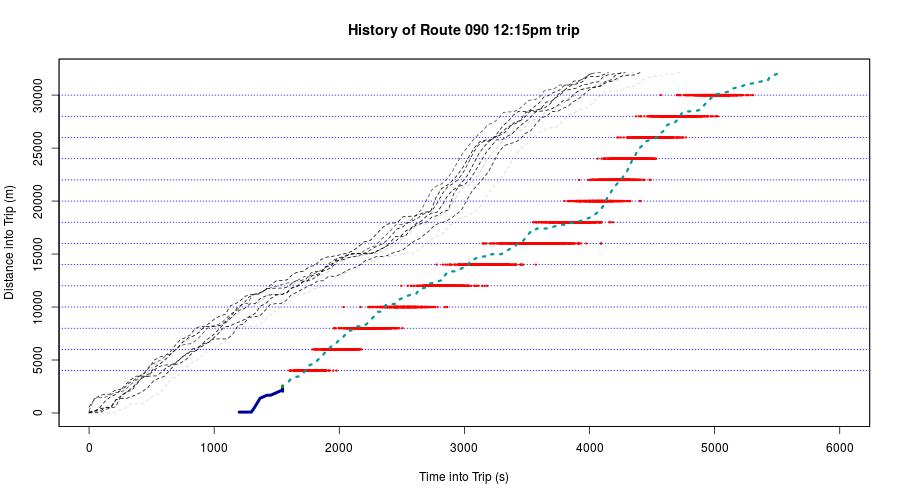 History of Route 090 12:15pm trip
Distance into Trip (m)
30000
25000
20000
15000
10000
5000
0
0 1000 2000 3000 4000 5000 6000
Time into Trip (s)